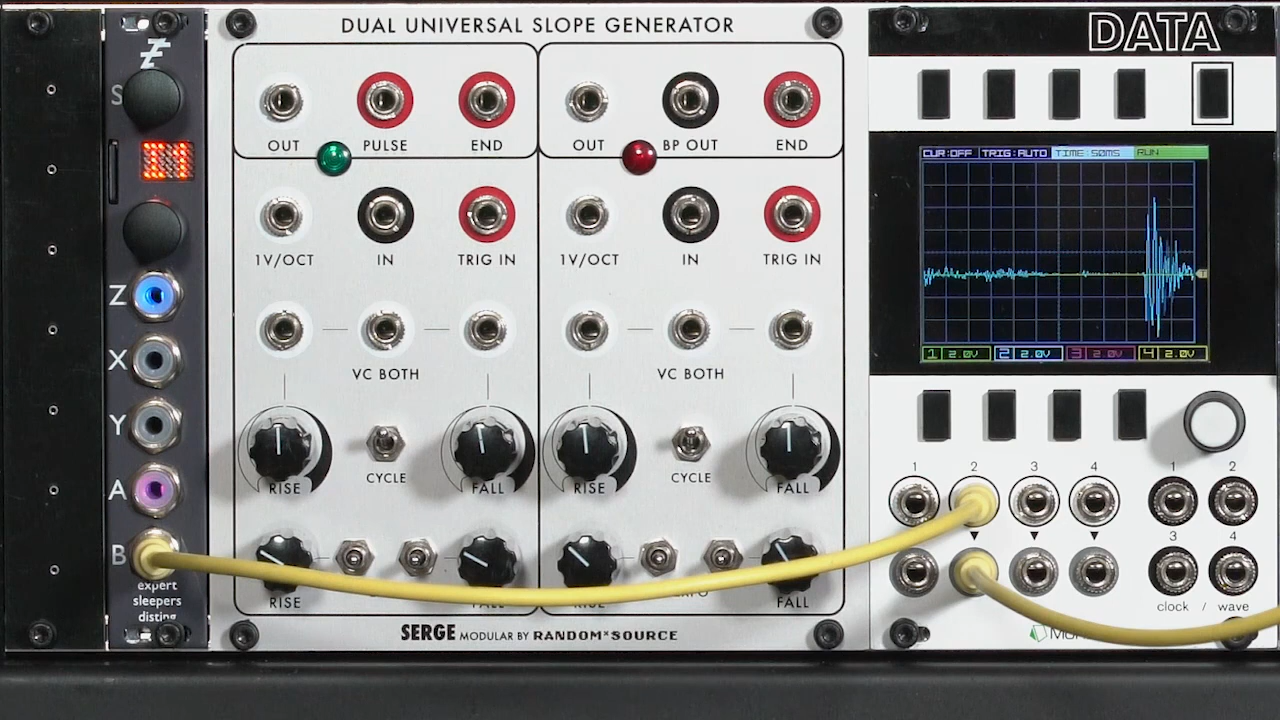 DUAL UNIVERSAL SLOPE GENERATOR
DATA
S
OUT PULSE END OUT BP OUT END
CUR:OFF TRIG:AUTO TIME:50MS RUN
1V/OCT IN TRIG IN 1V/OCT IN TRIG IN
Z
X
VC BOTH VC BOTH
1 2.0V 2 2.0V 3 2.0V 4 2.0V
Y
CYCLE CYCLE
RISE FALL RISE FALL
1 2 3 4 1 2
A
B
3 4
expert
sleepers
disting
RISE FALL RISE FALL
clock / wave
SERGE MODULAR BY RANDOM*SOURCE